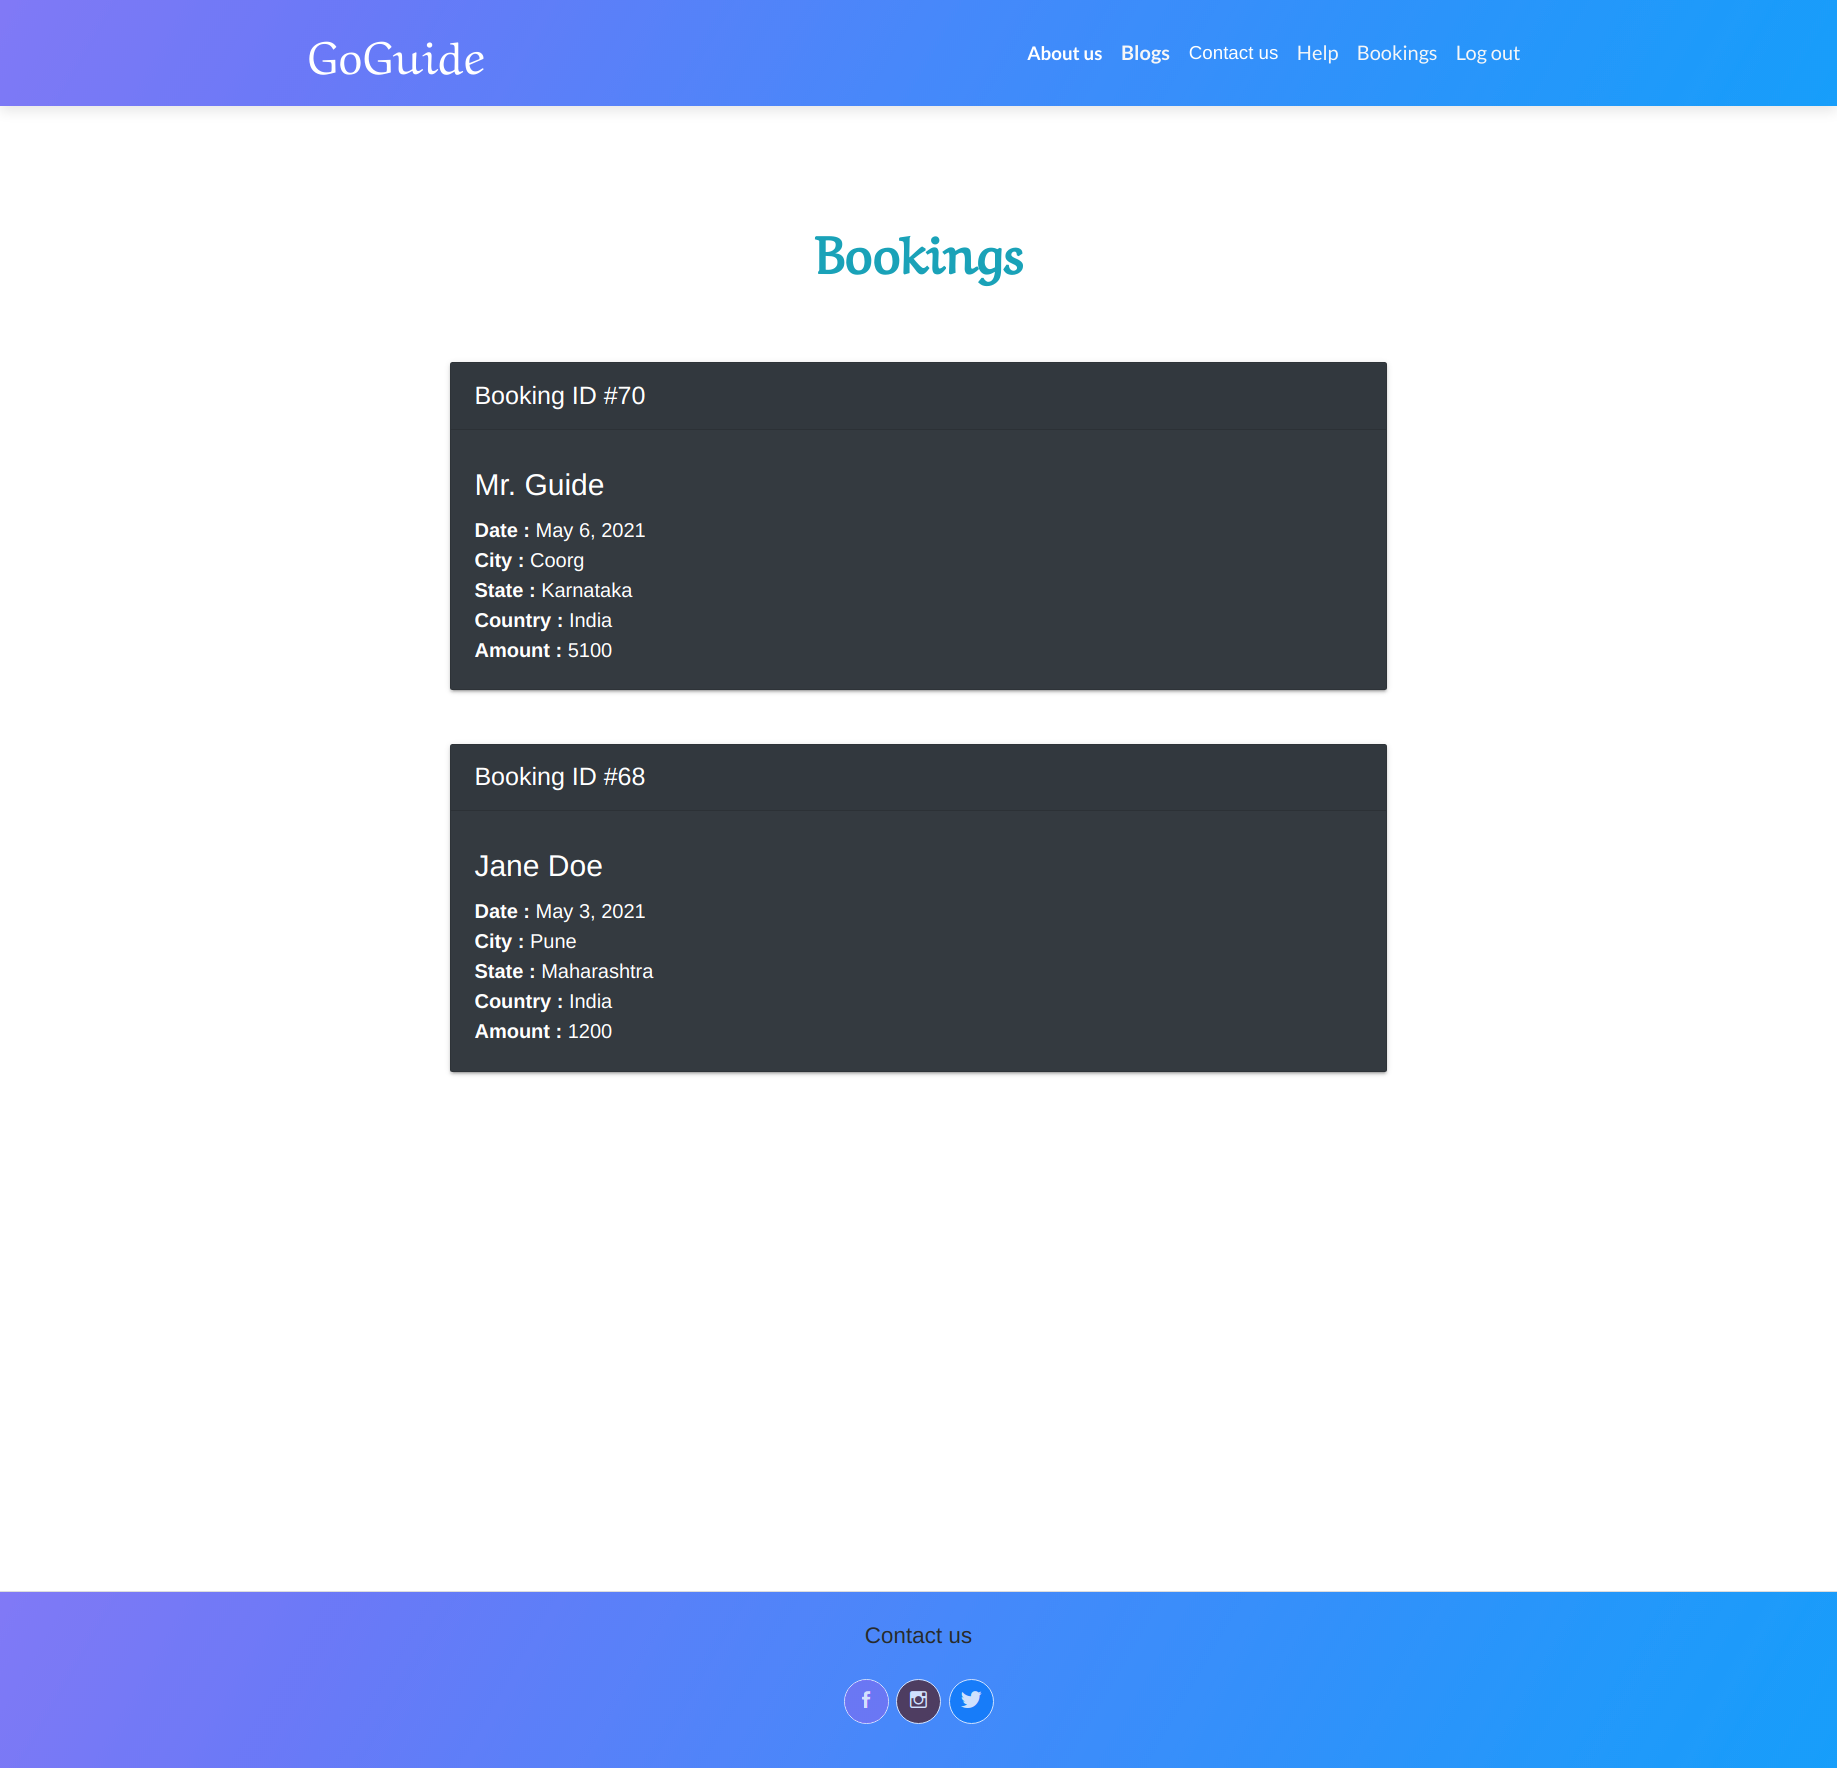 GoGuide
About us Blogs Contact us Help Bookings Log out
Bookings
Booking ID #70
Mr. Guide
Date : May 6, 2021
City : Coorg
State : Karnataka
Country : India
Amount : 5100
Booking ID #68
Jane Doe
Date : May 3, 2021
City : Pune
State : Maharashtra
Country : India
Amount : 1200
Contact us